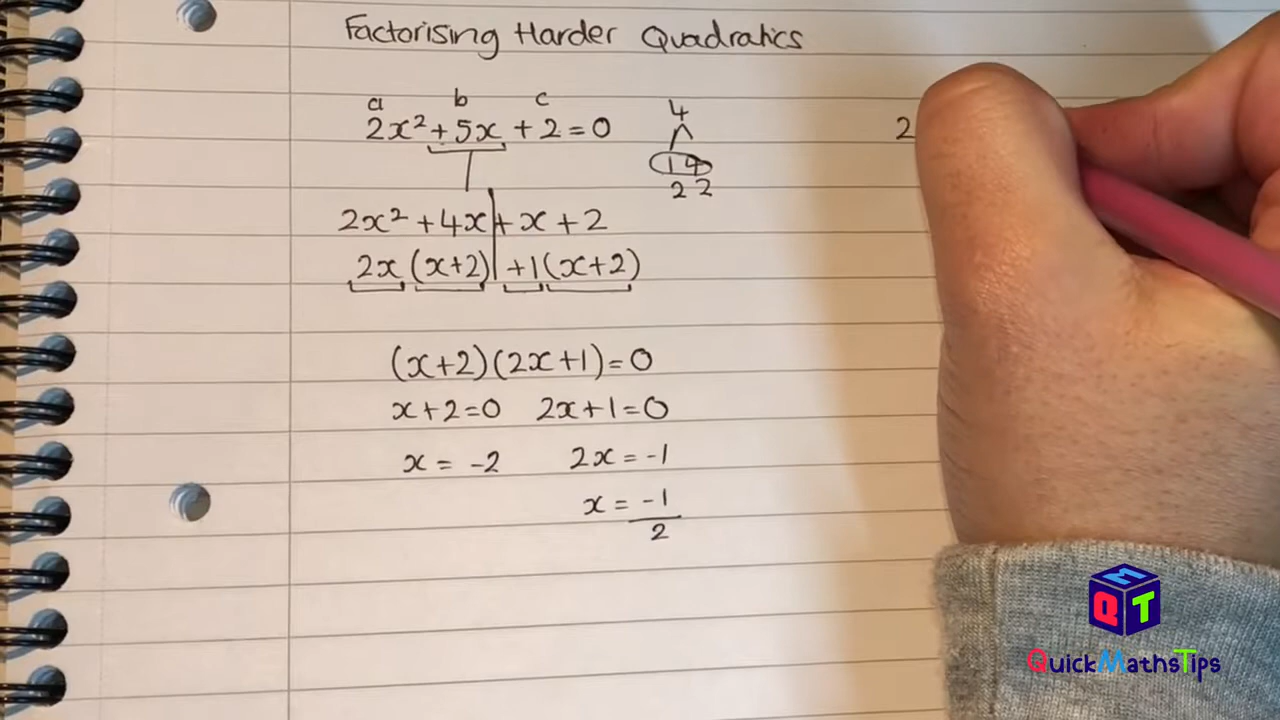 Factorising Harder Quadratics
a b c
2x² + 5x + 2 = 0
4
1 4
2 2
2
2x² + 4x + x + 2
2x (x+2) +1(x+2)
(x+2)(2x+1)=0
x+2=0 2x+1=0
x = -2 2x = -1
x = -1
2
QMT
QuickMathsTips